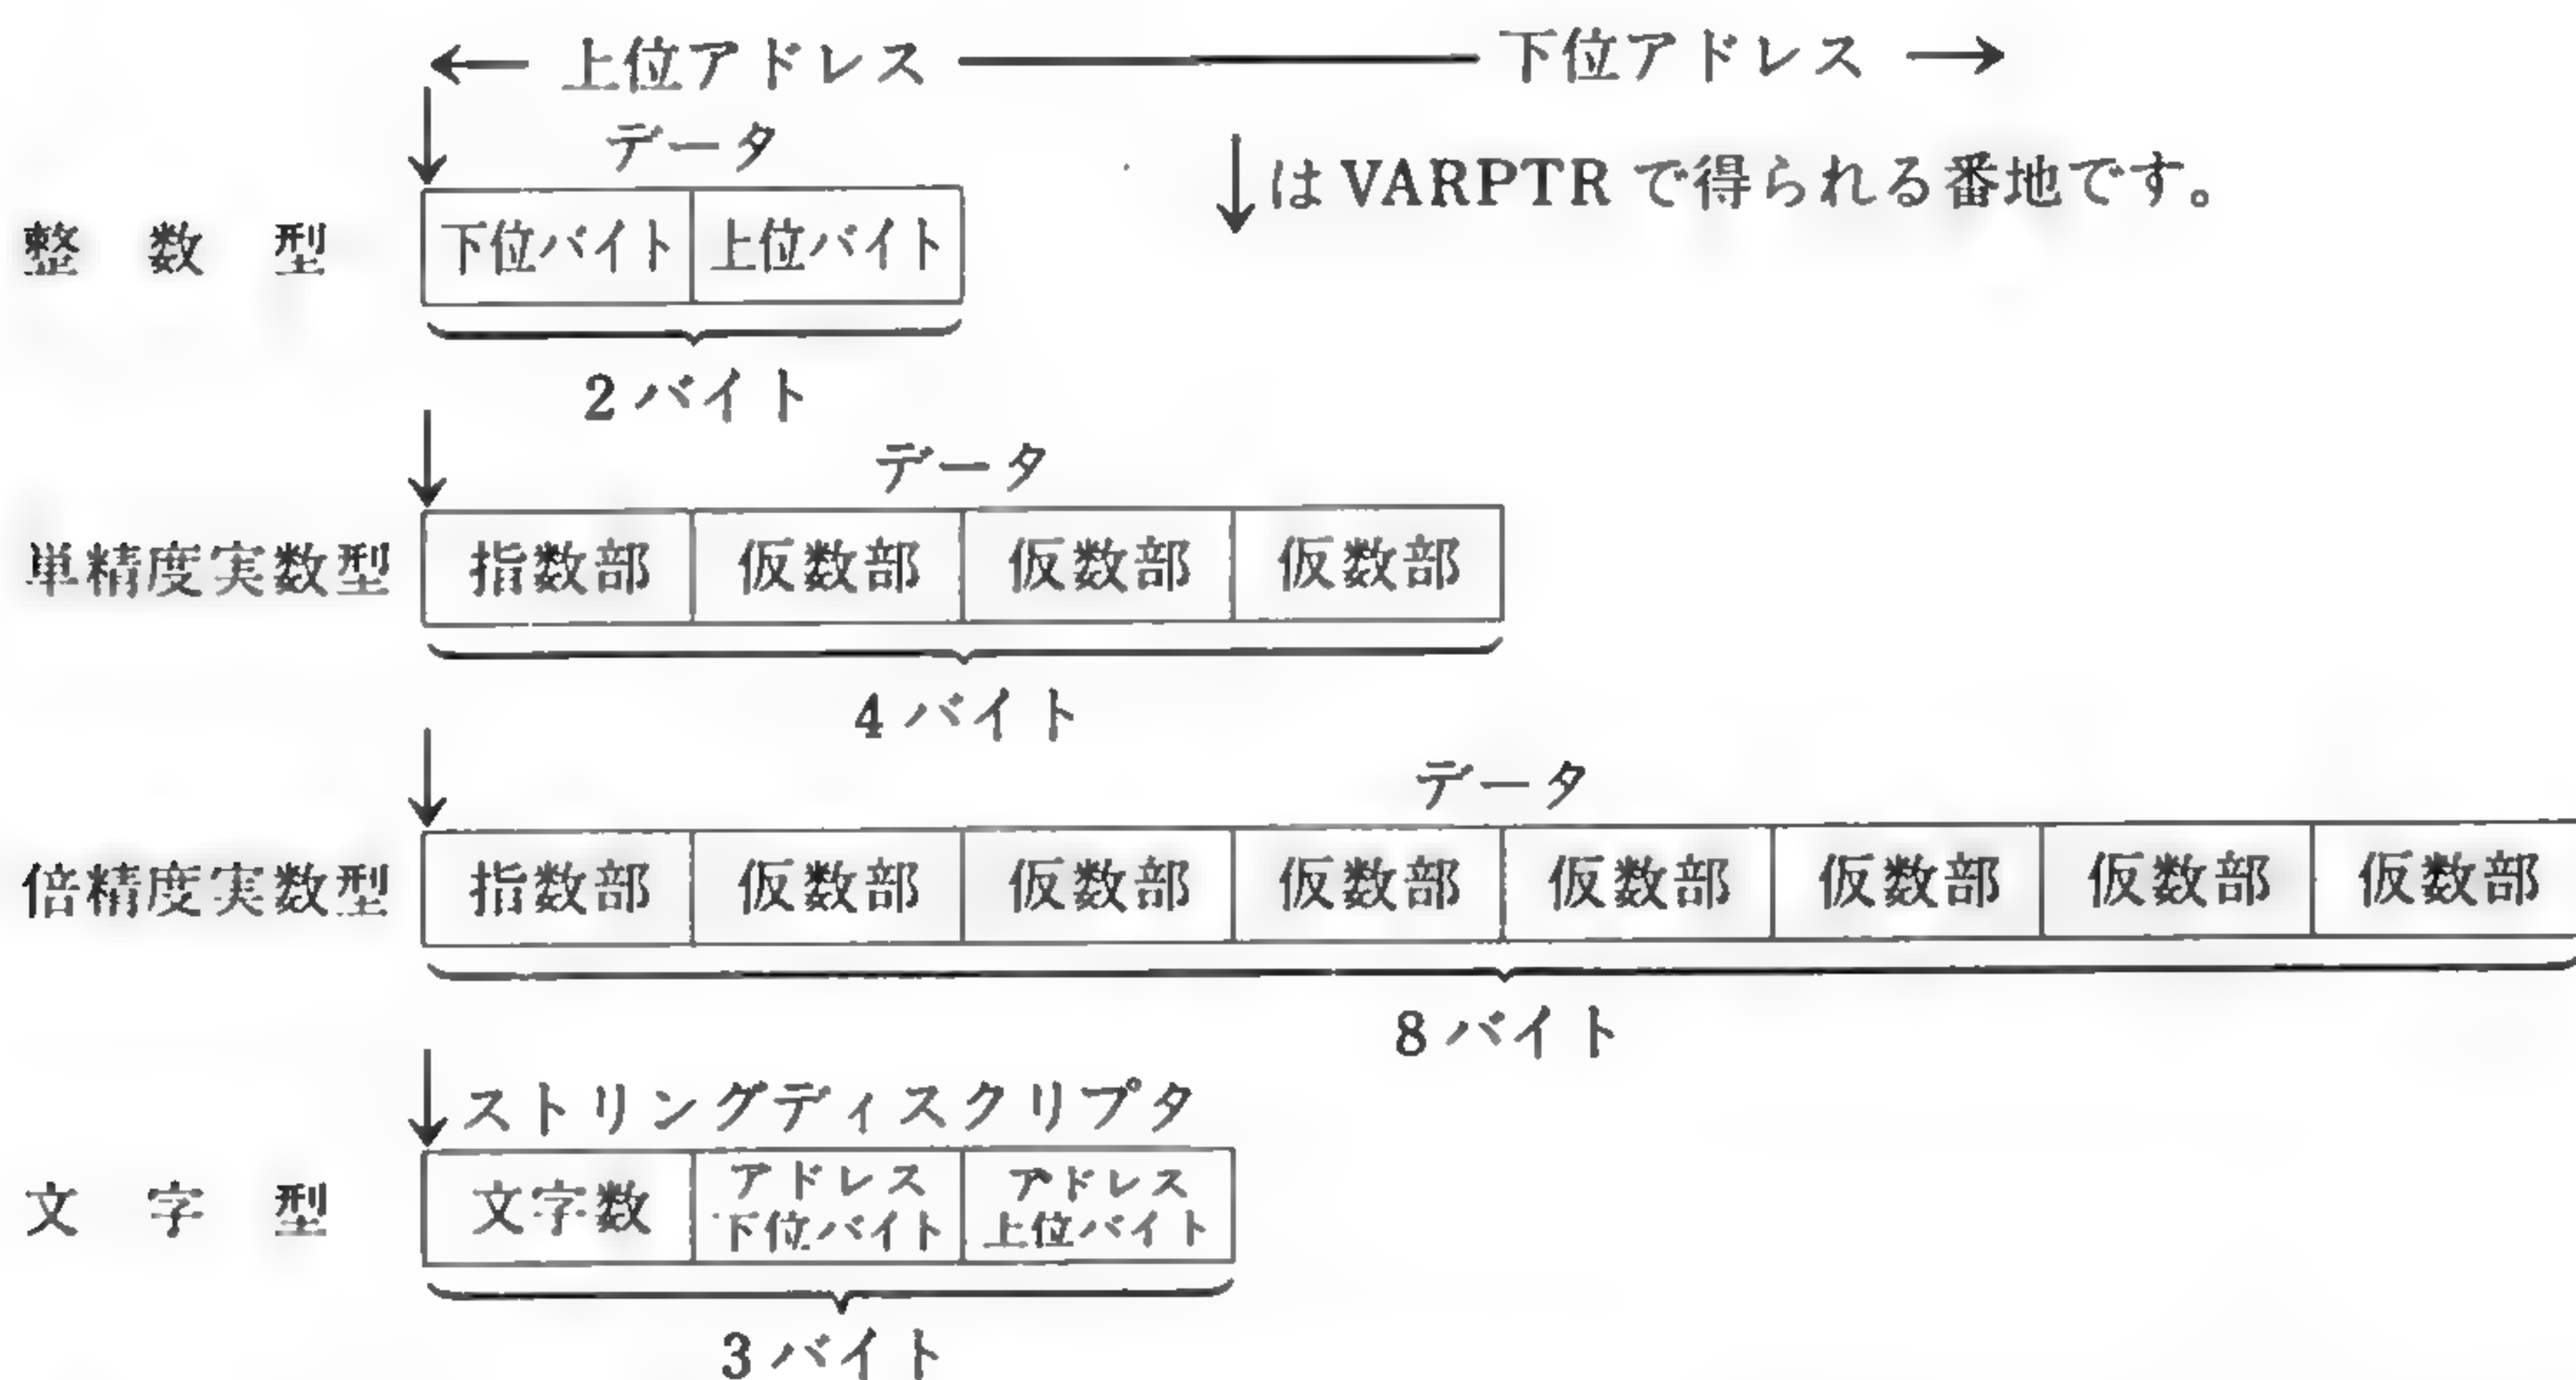 ← 上位アドレス ——— 下位アドレス →
データ
↓はVARPTRで得られる番地です。
整数型 下位バイト 上位バイト
2バイト
データ
単精度実数型 指数部 仮数部 仮数部 仮数部
4バイト
データ
倍精度実数型 指数部 仮数部 仮数部 仮数部 仮数部 仮数部 仮数部 仮数部
8バイト
ストリングディスクリプタ
文字型 文字数 アドレス下位バイト アドレス上位バイト
3バイト